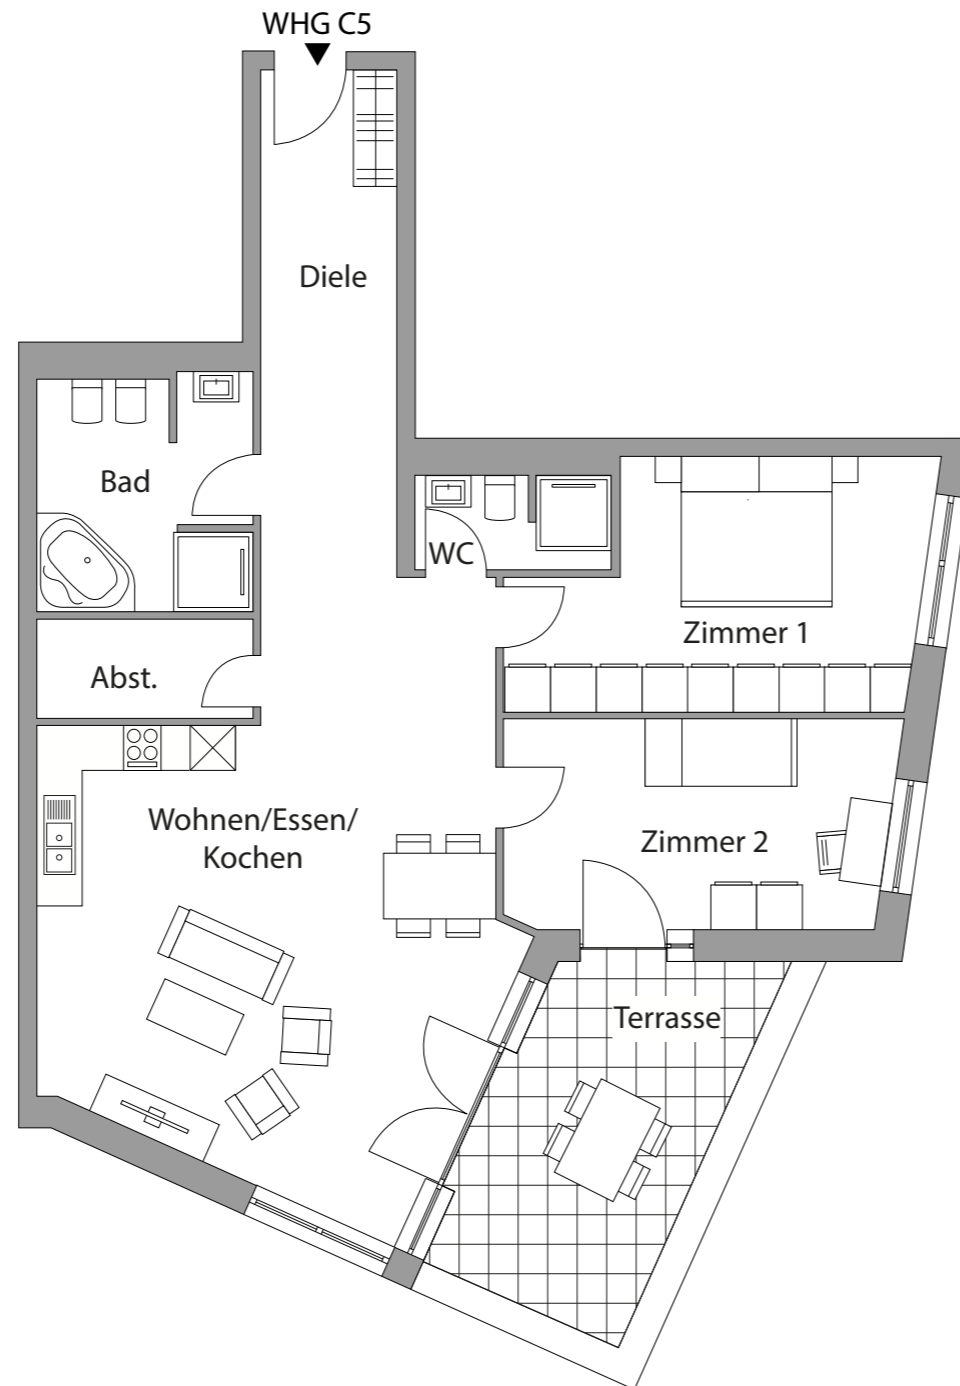 WHG C5
Diele
Bad
WC
Zimmer 1
Abst.
Wohnen/Essen/
Kochen
Zimmer 2
Terrasse